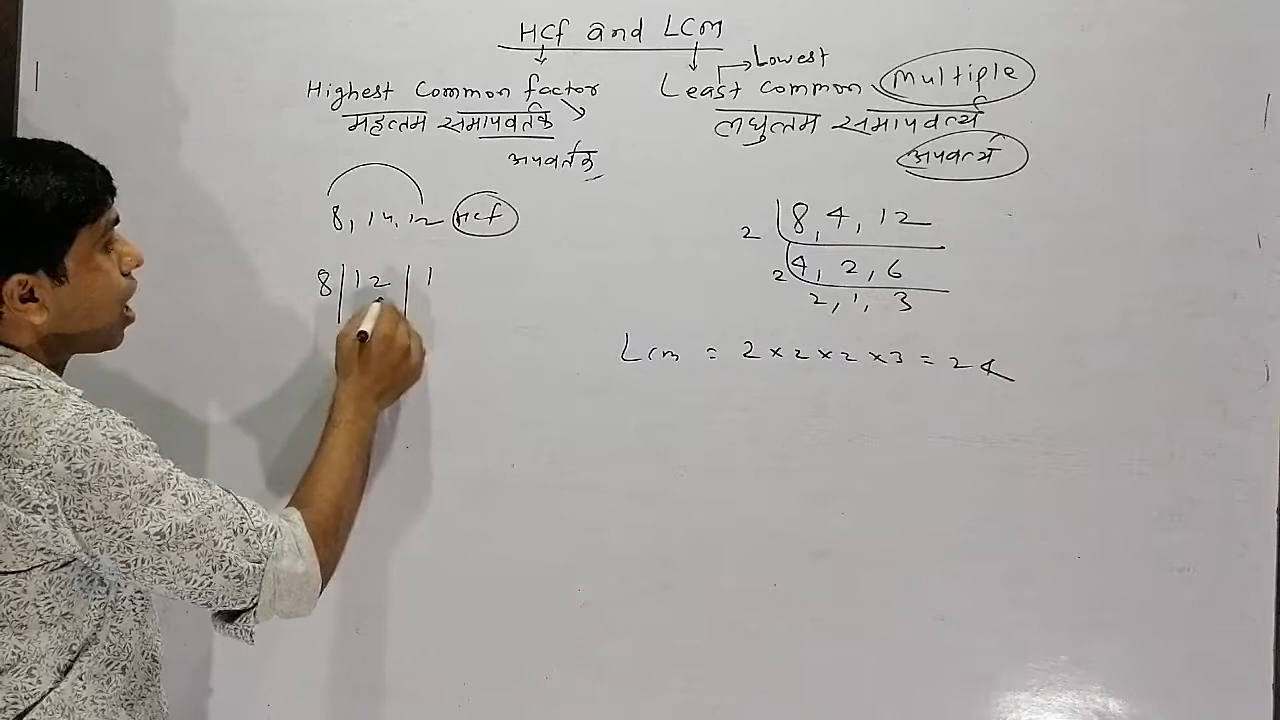 HCf and LCm
Highest Common factor
महत्तम समापवर्तक
अपवर्तक
8, 14, 12 Hcf
8 12 1
Lowest
Least common Multiple
लघुत्तम समापवर्त्य
अपवर्त्य
2 8, 4, 12
2 4, 2, 6
2, 1, 3
Lcm = 2 × 2 × 2 × 3 = 24